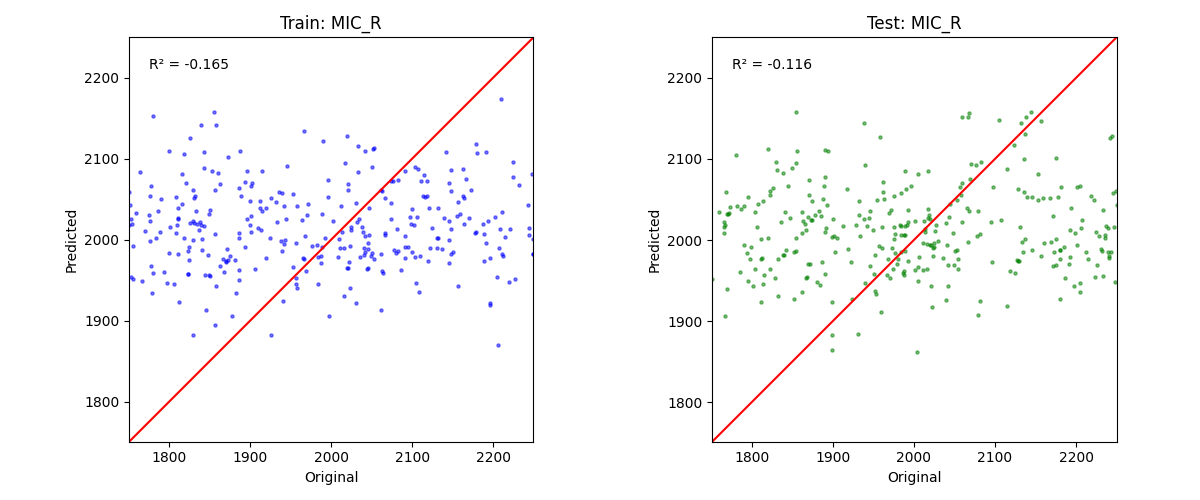 Train: MIC_R
R² = -0.165
2200
2100
2000
1900
1800
Predicted
1800 1900 2000 2100 2200
Original
Test: MIC_R
R² = -0.116
2200
2100
2000
1900
1800
Predicted
1800 1900 2000 2100 2200
Original